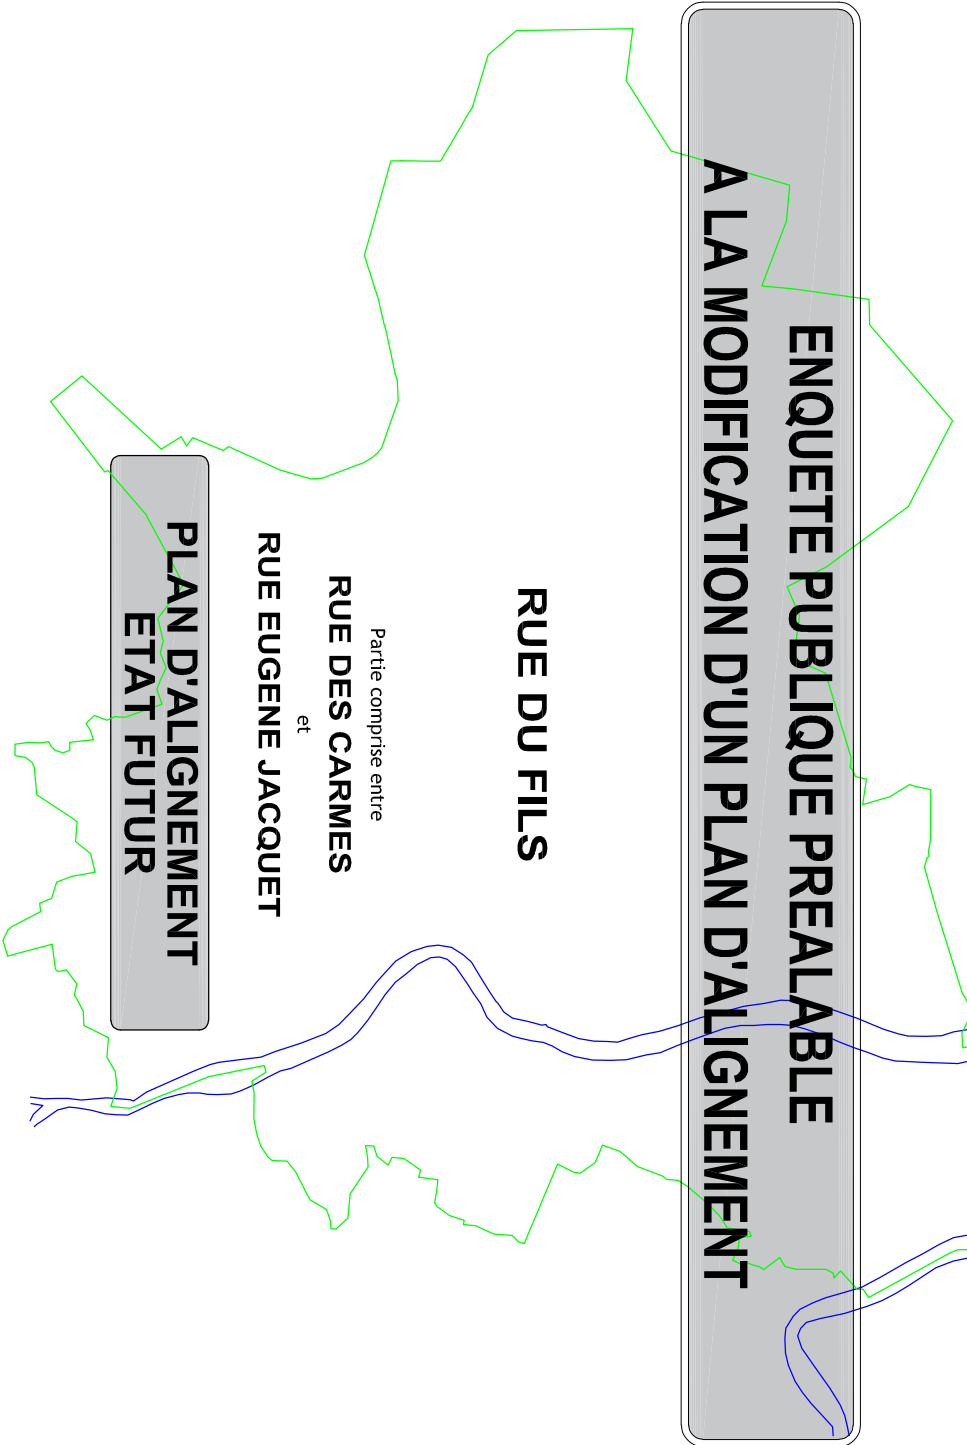 ENQUETE PUBLIQUE PREALABLE
A LA MODIFICATION D'UN PLAN D'ALIGNEMENT
RUE DU FILS
Partie comprise entre
RUE DES CARMES
et
RUE EUGENE JACQUET
PLAN D'ALIGNEMENT
ETAT FUTUR